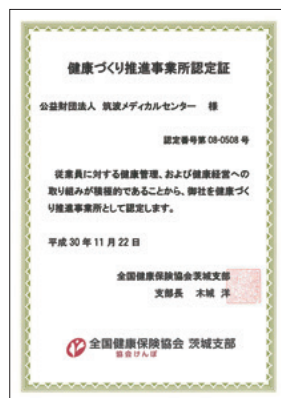 健康づくり推進事業所認定証
公益財団法人 筑波メディカルセンター 様
認定番号第 08-0508 号
従業員に対する健康管理、および健康経営への
取り組みが積極的であることから、御社を健康づく
り推進事業所として認定します。
平成 30 年 11 月 22 日
全国健康保険協会茨城支部
支部長 木城 洋
全国健康保険協会 茨城支部
協会けんぽ